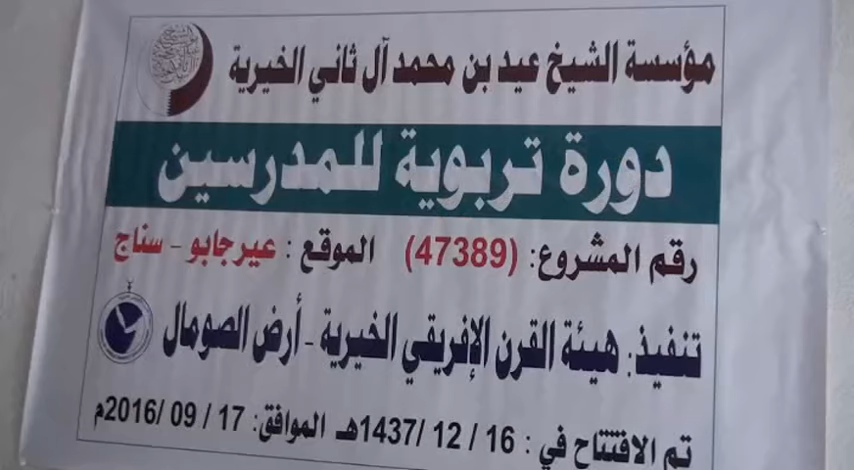 مؤسسة الشيخ عيد بن محمد آل ثاني الخيرية
دورة تربوية للمدرسين
رقم المشروع: (47389) الموقع : عيرجابو - سناج
تنفيذ: هيئة القرن الإفريقي الخيرية - أرض الصومال
تم الافتتاح في : 16 / 12 /1437هـ الموافق: 17 / 09 /2016م